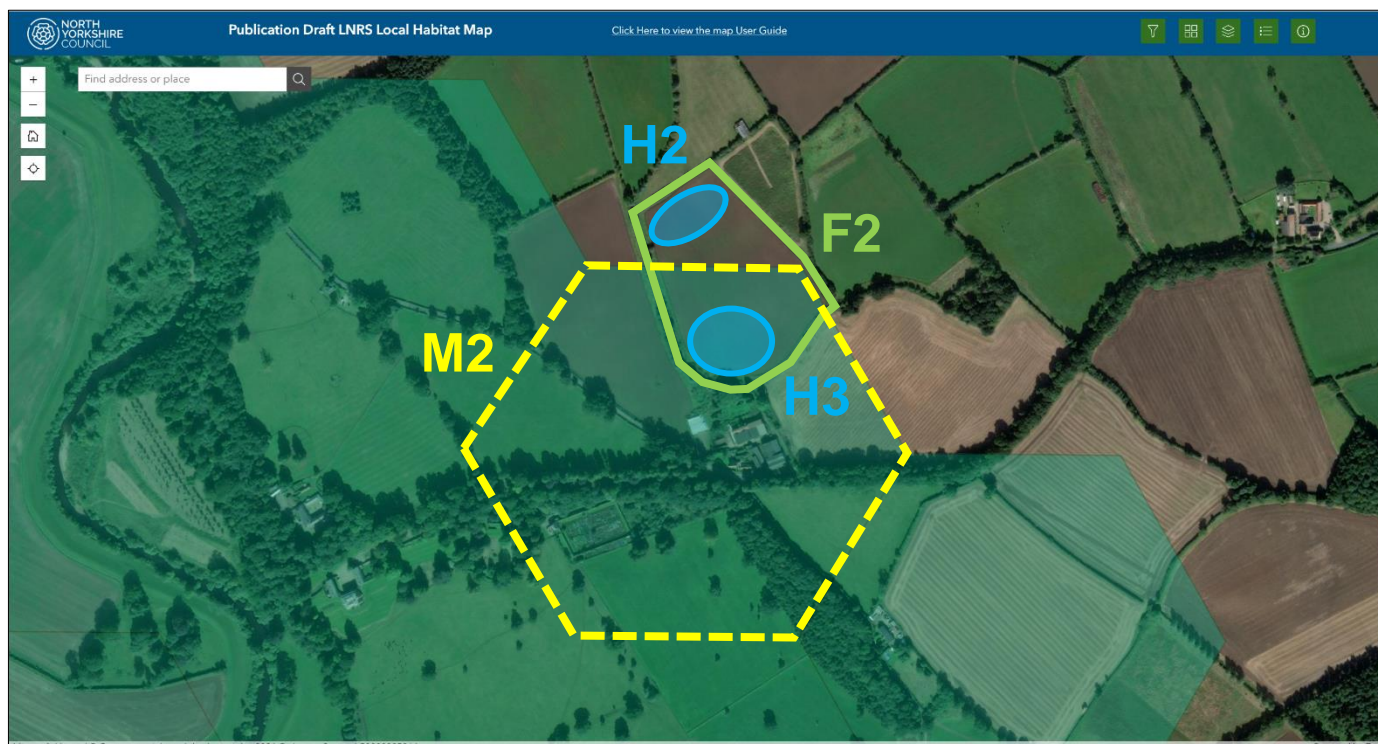 NORTH
YORKSHIRE
COUNCIL
Publication Draft LNRS Local Habitat Map
Click Here to view the map User Guide
+
Find address or place
−
H2
F2
M2
H3